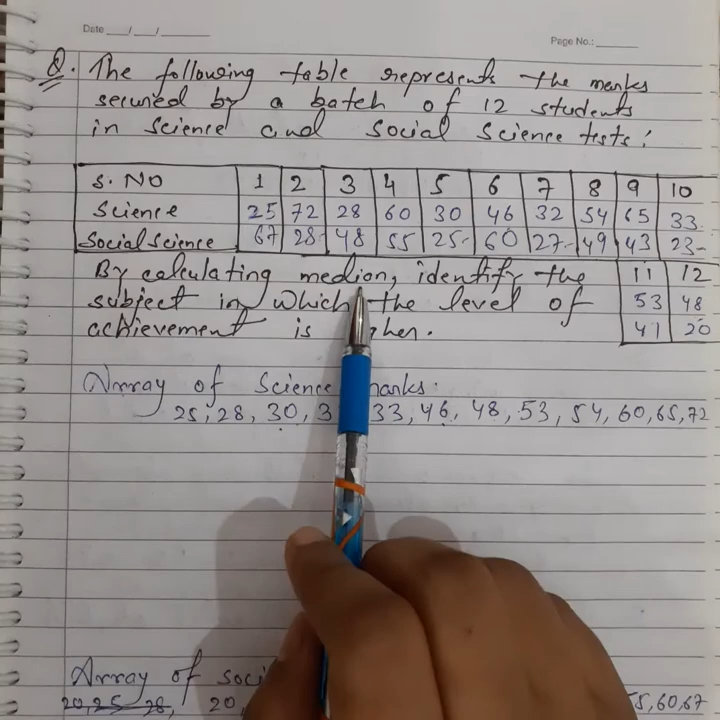 Date __/__/____
Page No.: ____
Q. The following table represents the marks
secured by a batch of 12 students
in Science and Social Science tests:
S. NO 1 2 3 4 5 6 7 8 9 10
Science 25 72 28 60 30 46 32 54 65 33
Social Science 67 28 48 55 25 60 27 49 43 23
11 12
53 48
41 20
By calculating median, identify the
subject in which the level of
achievement is
Array of Science marks:
25, 28, 30, 33, 46, 48, 53, 54, 60, 65, 72
Array of
20, 25, 28, 20, 60, 67